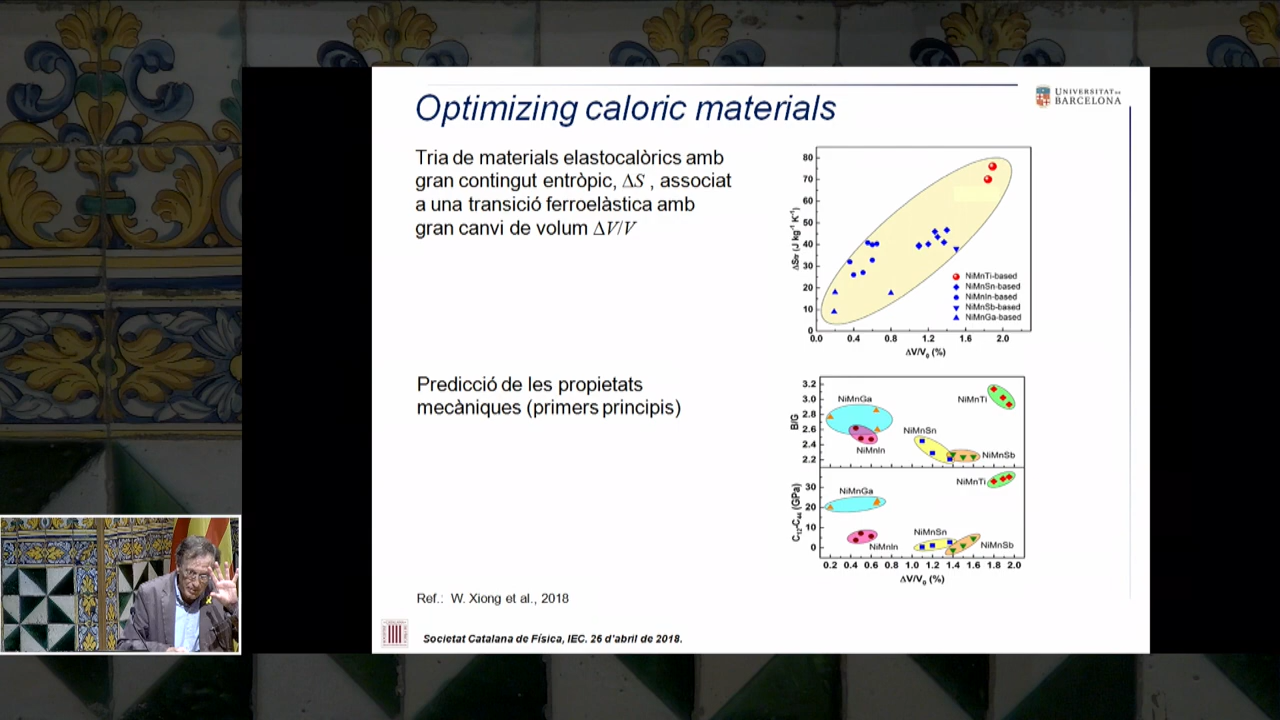 Optimizing caloric materials
UNIVERSITAT DE
BARCELONA
Tria de materials elastocalòrics amb
gran contingut entròpic, ΔS , associat
a una transició ferroelàstica amb
gran canvi de volum ΔV/V
80
70
60
50
40
30
20
10
0
0.0 0.4 0.8 1.2 1.6 2.0
ΔV/V₀ (%)
NiMnTi-based
NiMnSn-based
NiMnIn-based
NiMnSb-based
NiMnGa-based
Predicció de les propietats
mecàniques (primers principis)
B/G
3.2
3.0
2.8
2.6
2.4
2.2
NiMnGa
NiMnTi
NiMnSn
NiMnIn
NiMnSb
C₁₂-C₄₄ (GPa)
30
20
10
0
NiMnTi
NiMnGa
NiMnSn
NiMnIn
NiMnSb
0.2 0.4 0.6 0.8 1.0 1.2 1.4 1.6 1.8 2.0
ΔV/V₀ (%)
Ref.: W. Xiong et al., 2018
Societat Catalana de Física, IEC. 26 d'abril de 2018.